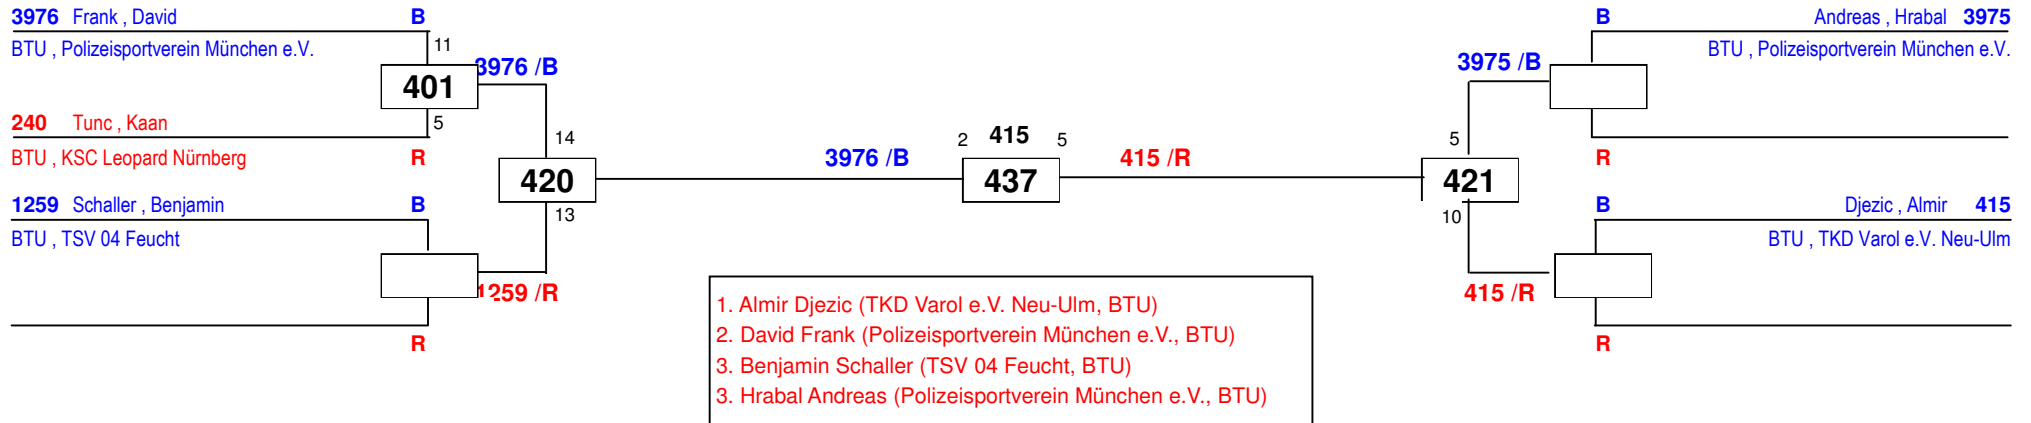 3976 Frank , David B
BTU , Polizeisportverein München e.V.
11
3976 /B
401
240 Tunc , Kaan
5
BTU , KSC Leopard Nürnberg R
14
420
13
1259 Schaller , Benjamin B
BTU , TSV 04 Feucht
1259 /R
R
3976 /B
2 415 5
437
415 /R
B Andreas , Hrabal 3975
BTU , Polizeisportverein München e.V.
3975 /B
5
R
421
10
B Djezic , Almir 415
BTU , TKD Varol e.V. Neu-Ulm
415 /R
R
1. Almir Djezic (TKD Varol e.V. Neu-Ulm, BTU)
2. David Frank (Polizeisportverein München e.V., BTU)
3. Benjamin Schaller (TSV 04 Feucht, BTU)
3. Hrabal Andreas (Polizeisportverein München e.V., BTU)